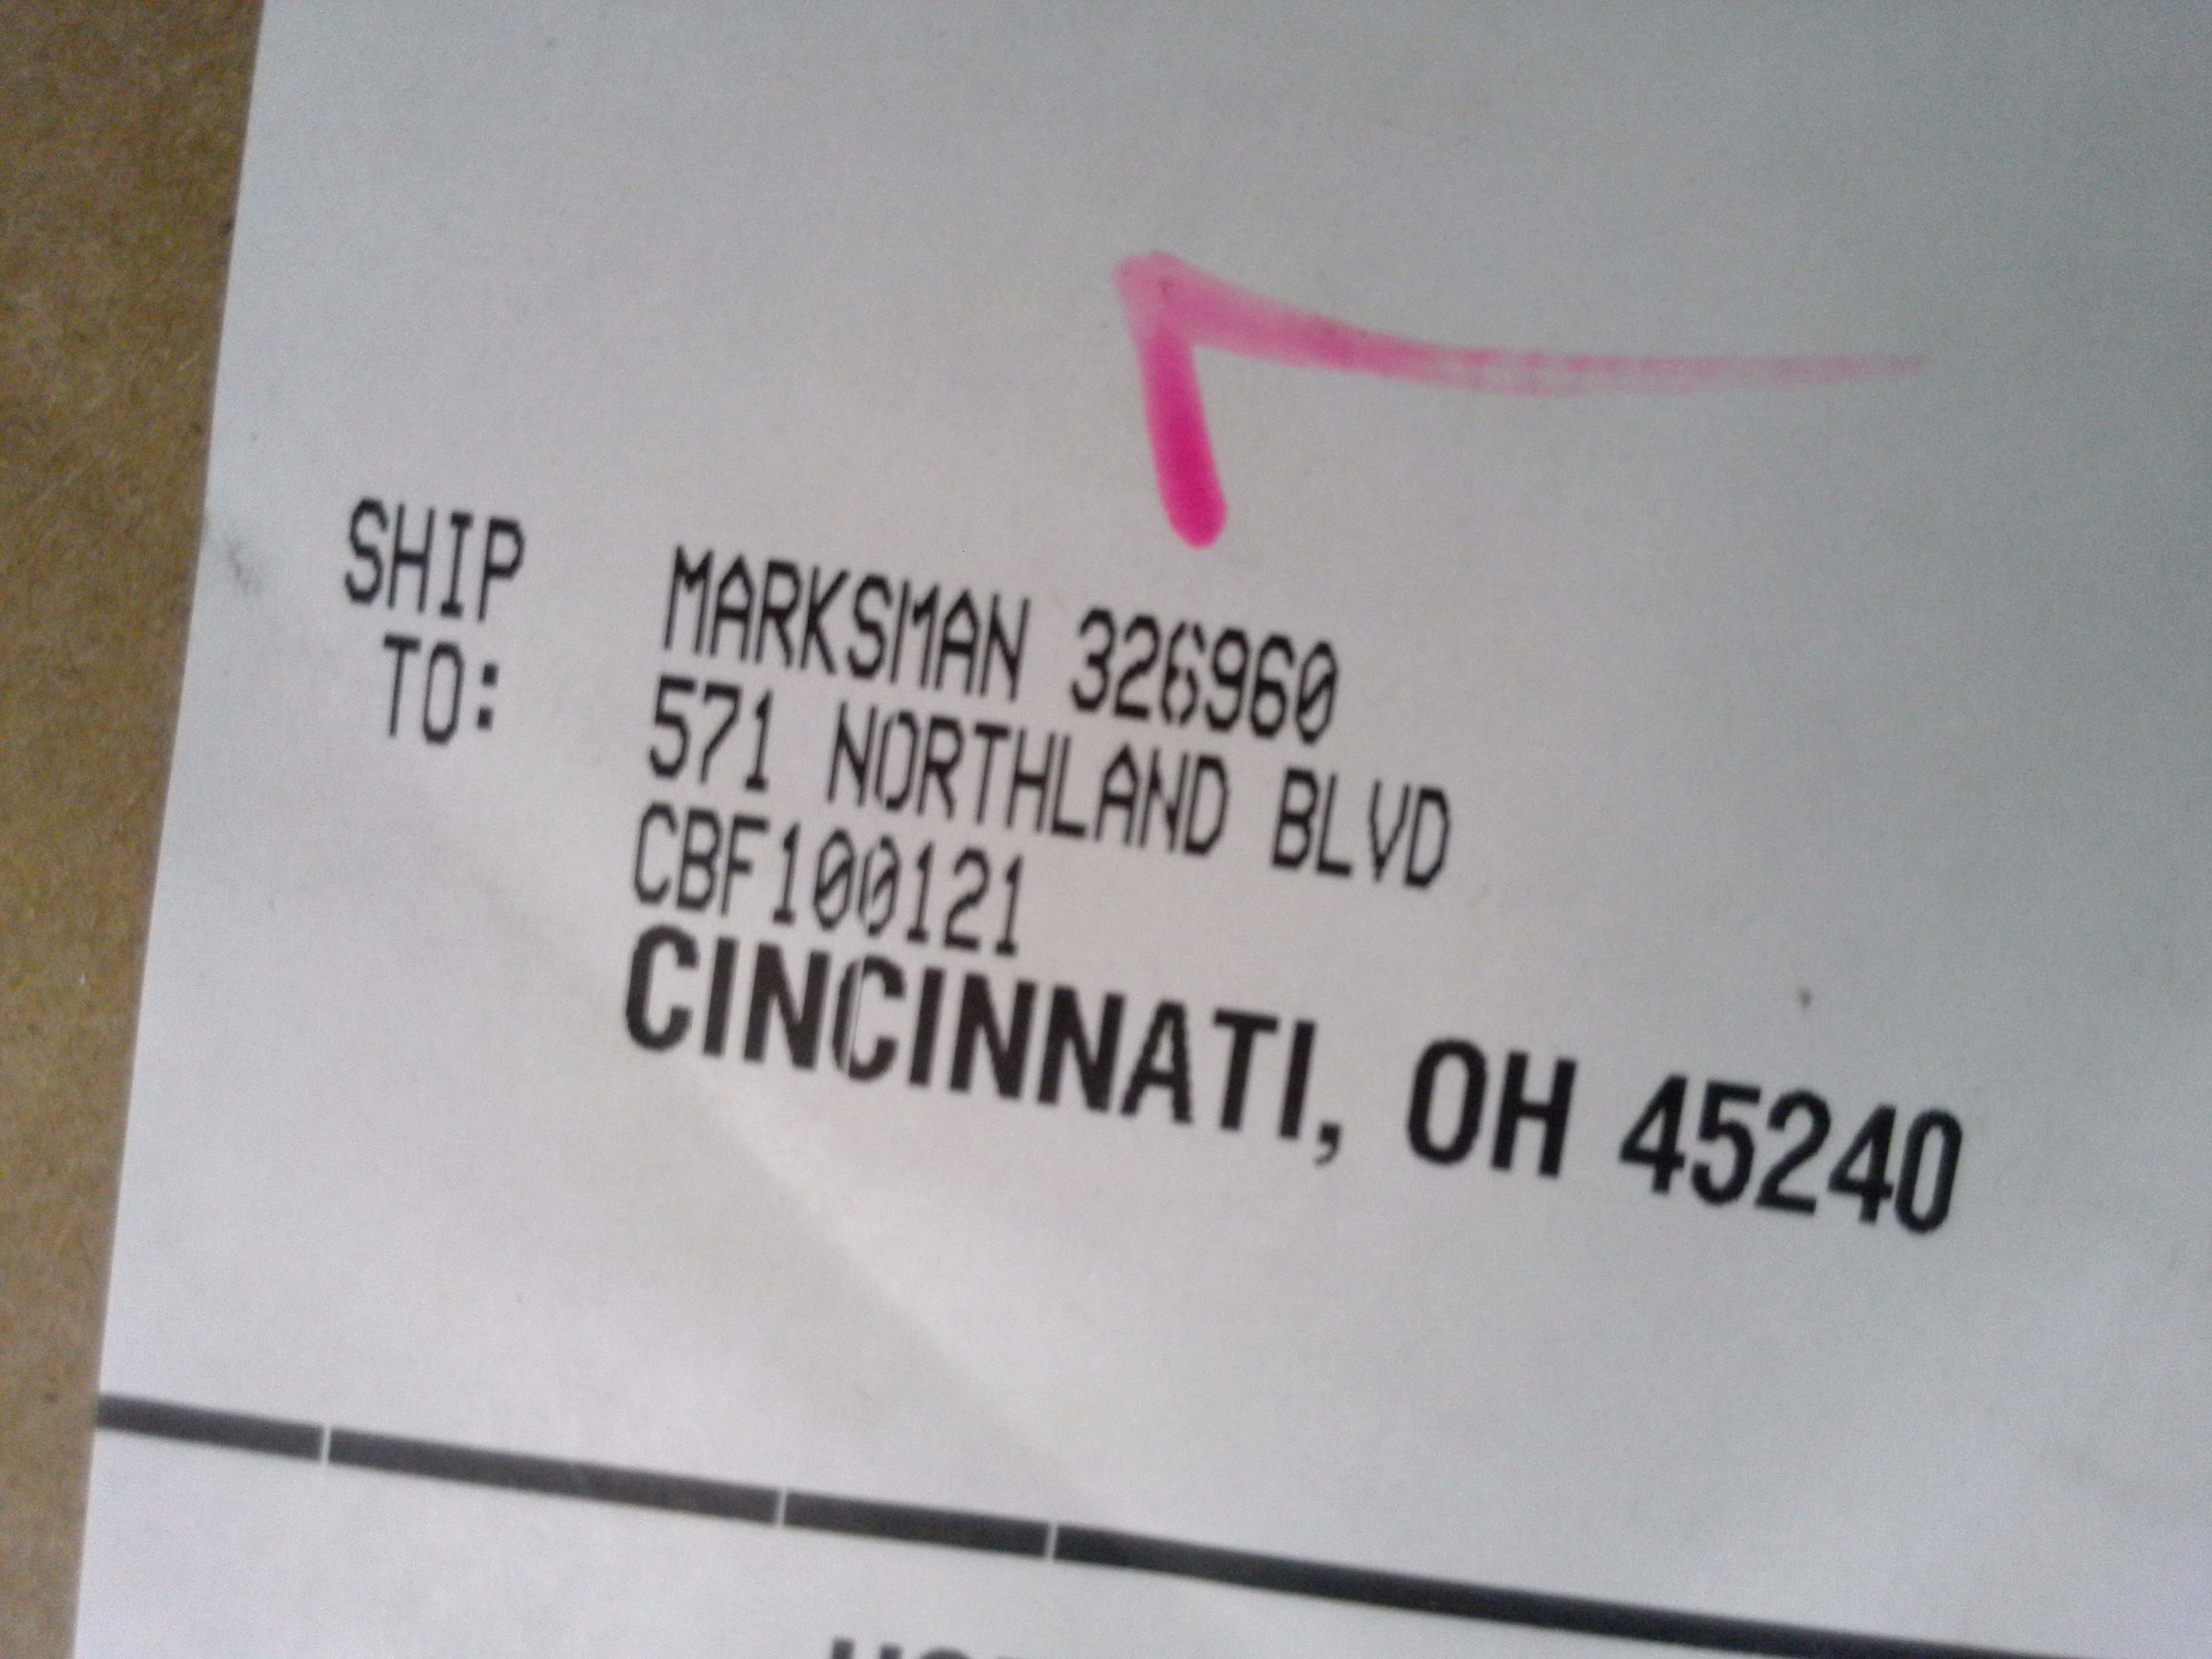 SHIP TO:
MARKSMAN 326960
571 NORTHLAND BLVD
CBF100121
CINCINNATI, OH 45240